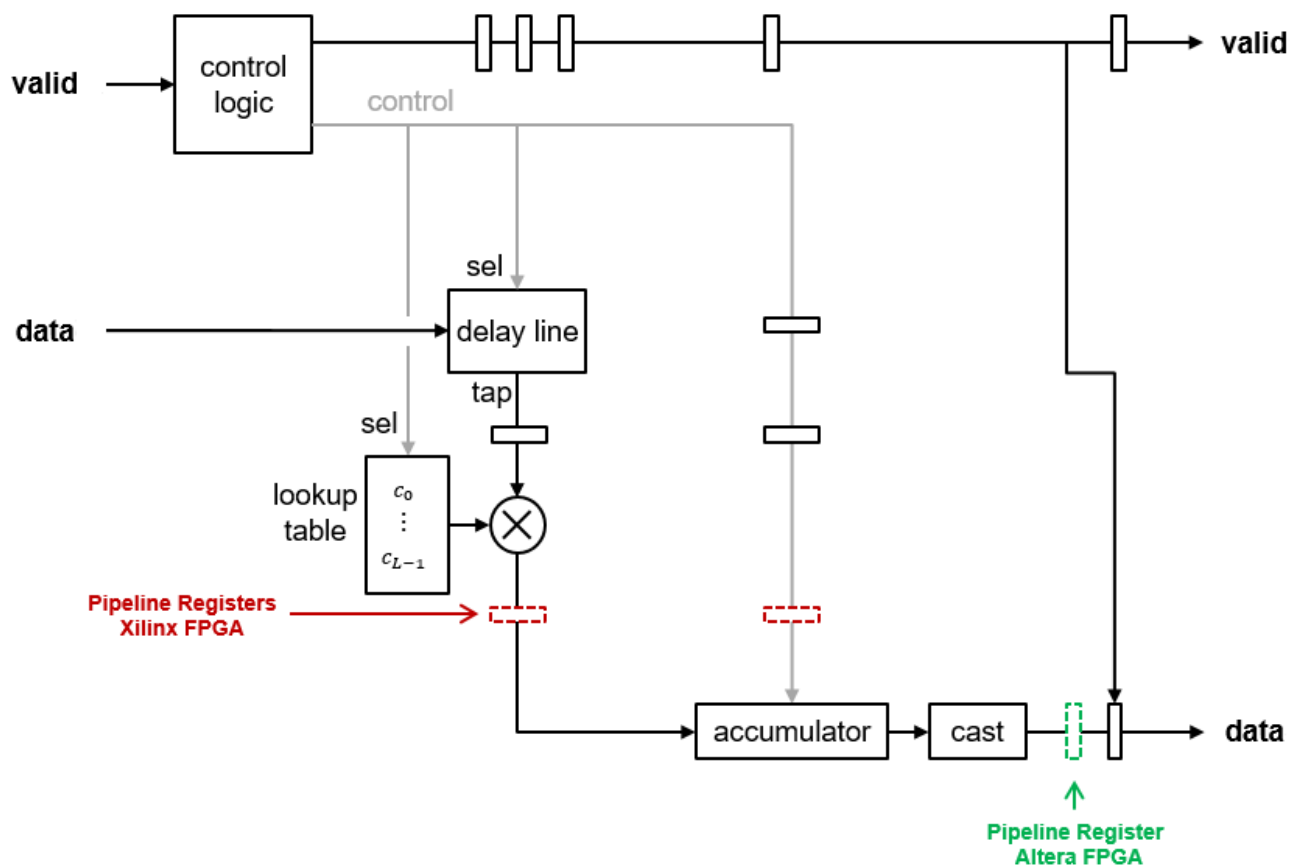 valid
control
logic
valid
control
sel
data
delay line
tap
sel
lookup
table
c₀
⋮
c_{L−1}
Pipeline Registers
Xilinx FPGA
accumulator
cast
data
Pipeline Register
Altera FPGA